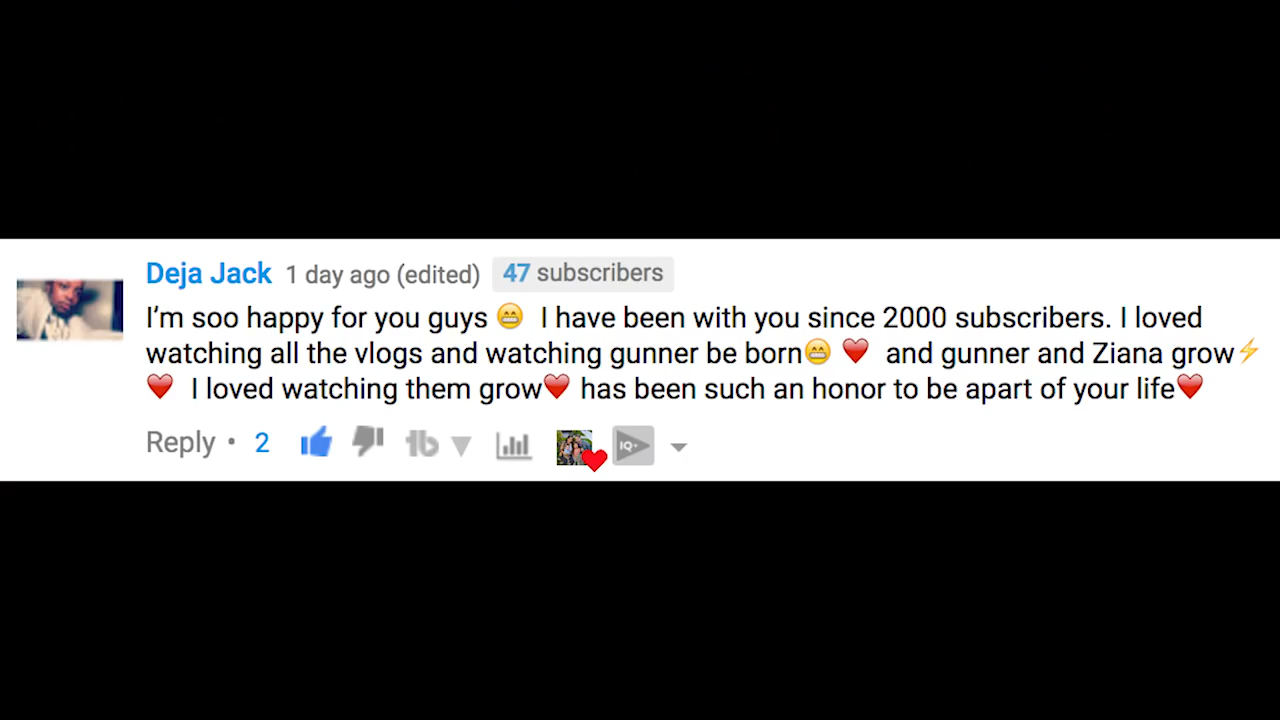 Deja Jack 1 day ago (edited) 47 subscribers
I'm soo happy for you guys 😁 I have been with you since 2000 subscribers. I loved
watching all the vlogs and watching gunner be born😁 ❤️ and gunner and Ziana grow⚡
❤️ I loved watching them grow❤️ has been such an honor to be apart of your life❤️
Reply • 2 tb IQ+